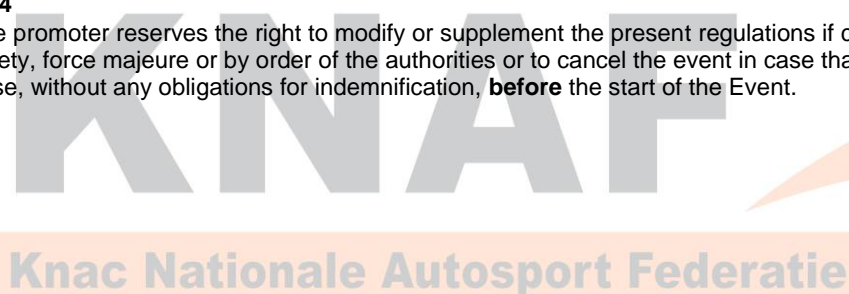 4
e promoter reserves the right to modify or supplement the present regulations if c
ety, force majeure or by order of the authorities or to cancel the event in case tha
se, without any obligations for indemnification, before the start of the Event.
KNAF
Knac Nationale Autosport Federatie